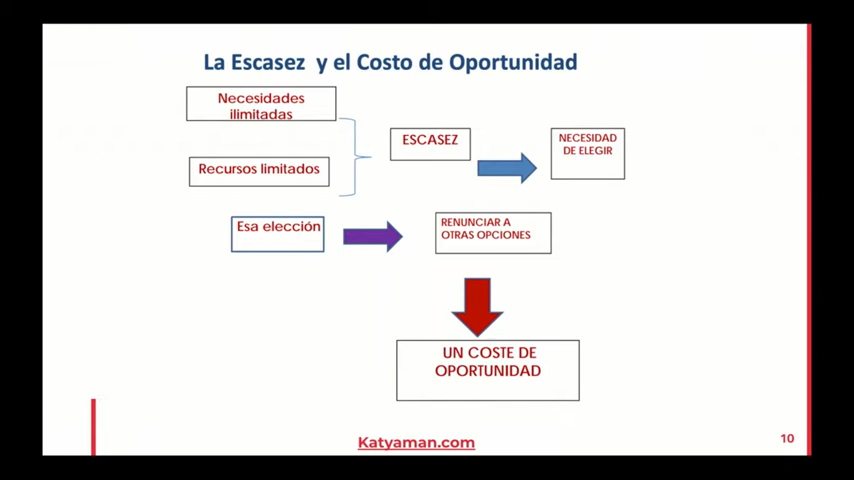 La Escasez y el Costo de Oportunidad
Necesidades
ilimitadas
ESCASEZ
NECESIDAD
DE ELEGIR
Recursos limitados
Esa elección
RENUNCIAR A
OTRAS OPCIONES
UN COSTE DE
OPORTUNIDAD
Katyaman.com
10